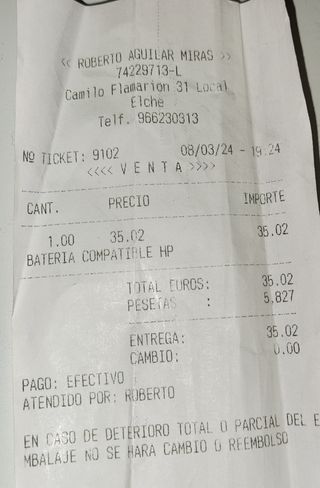 << ROBERTO AGUILAR MIRAS >>
74229713-L
Camilo Flamarion 31 Local
Elche
Telf. 966230313
Nº TICKET: 9102 08/03/24 - 19:24
<<<< V E N T A >>>>
CANT. PRECIO IMPORTE
1.00 35.02 35.02
BATERIA COMPATIBLE HP
TOTAL EUROS: 35.02
PESETAS : 5.827
ENTREGA: 35.02
CAMBIO: 0.00
PAGO: EFECTIVO
ATENDIDO POR: ROBERTO
EN CASO DE DETERIORO TOTAL O PARCIAL DEL E
MBALAJE NO SE HARA CAMBIO O REEMBOLSO